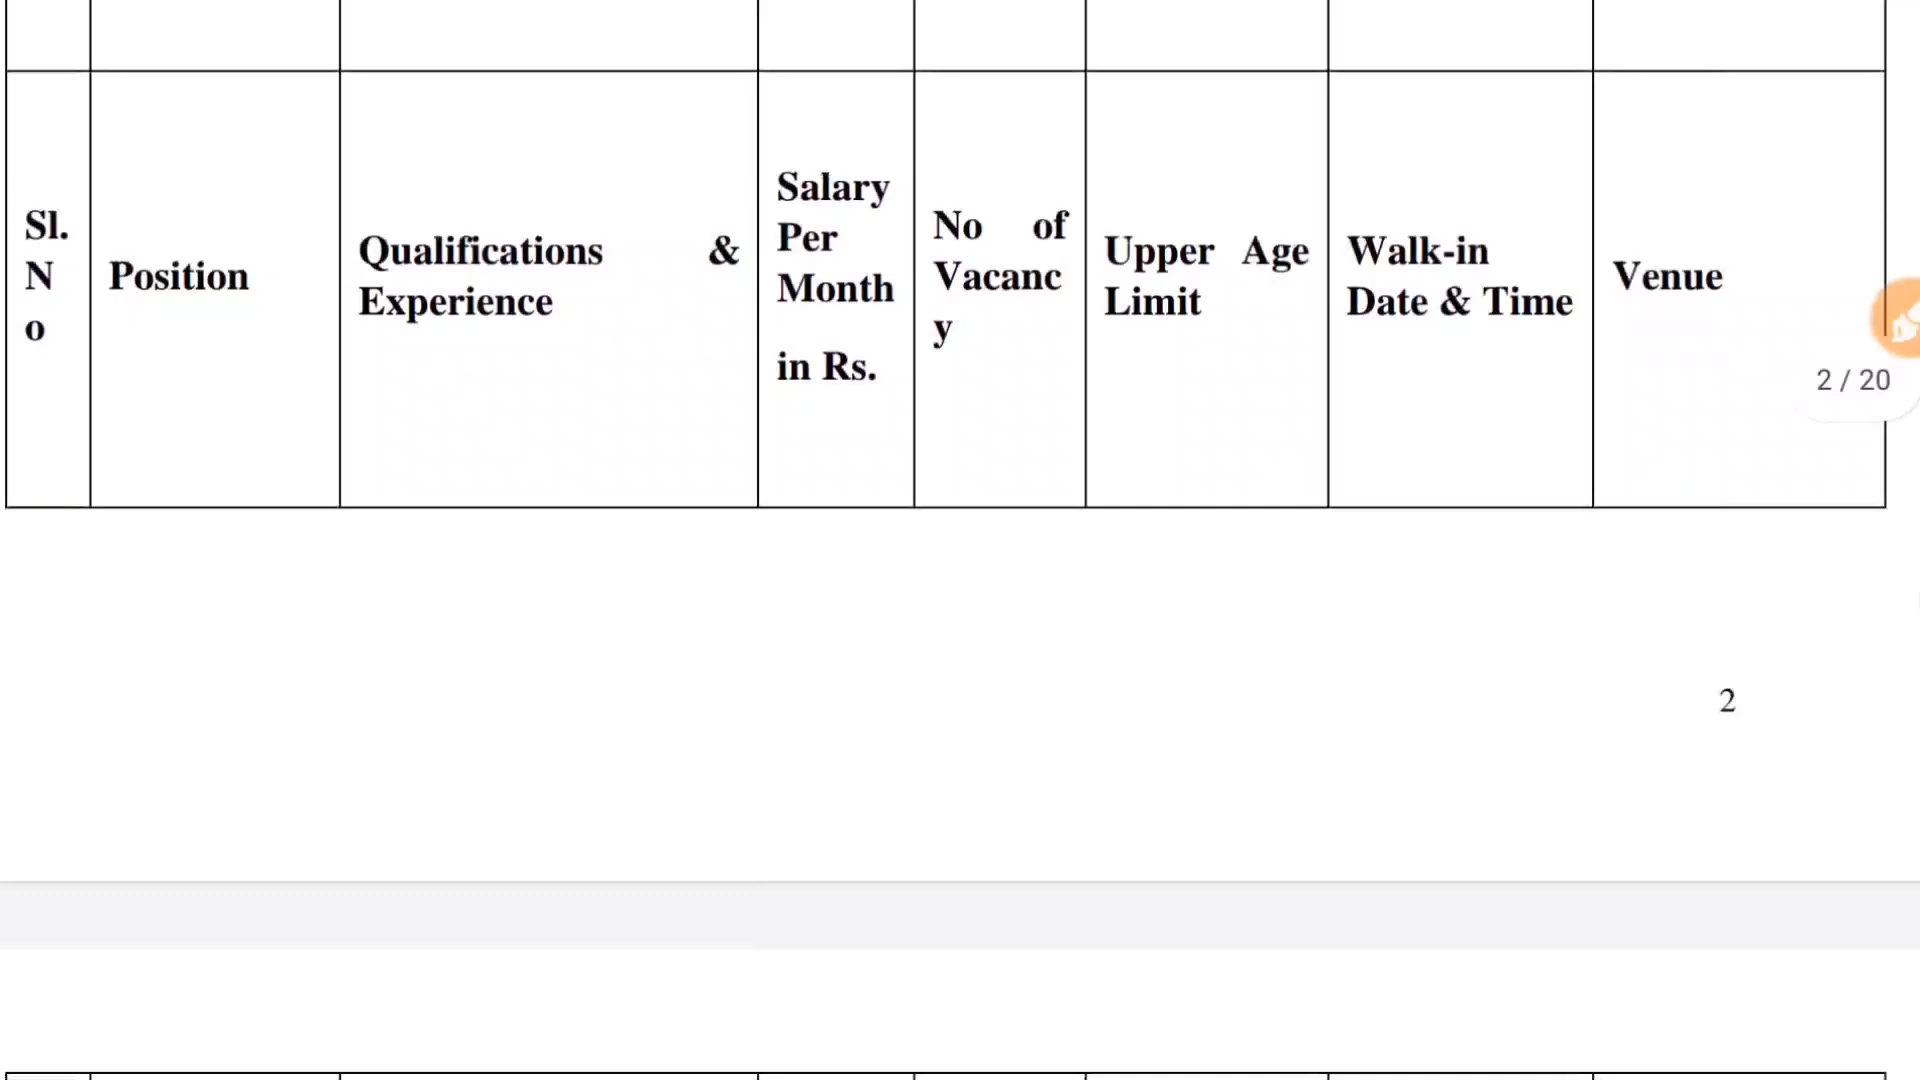 Sl.
N
o
Position
Qualifications &
Experience
Salary
Per
Month
in Rs.
No of
Vacanc
y
Upper Age
Limit
Walk-in
Date & Time
Venue
2 / 20
2